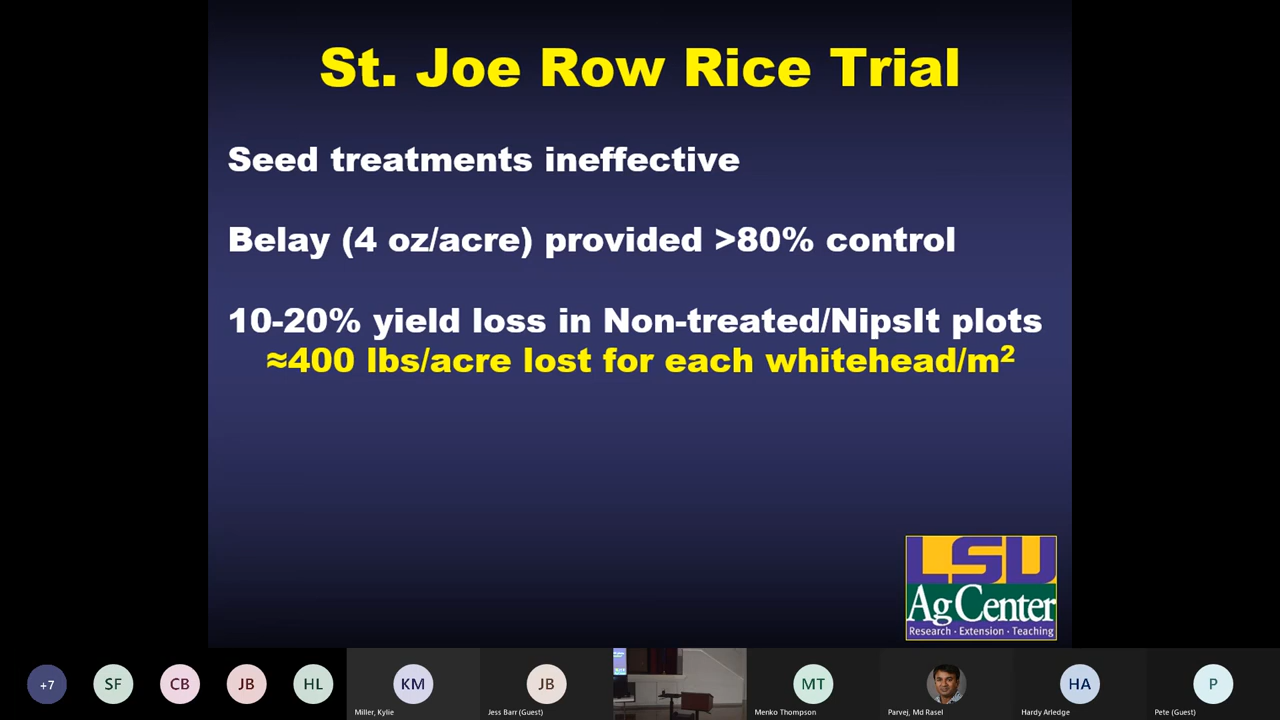 St. Joe Row Rice Trial
Seed treatments ineffective
Belay (4 oz/acre) provided >80% control
10-20% yield loss in Non-treated/NipsIt plots
≈400 lbs/acre lost for each whitehead/m²
LSU
AgCenter
Research · Extension · Teaching
+7
SF
CB
JB
HL
KM
JB
MT
HA
P
Miller, Kylie
Jess Barr (Guest)
Menko Thompson
Parvej, Md Rasel
Hardy Arledge
Pete (Guest)